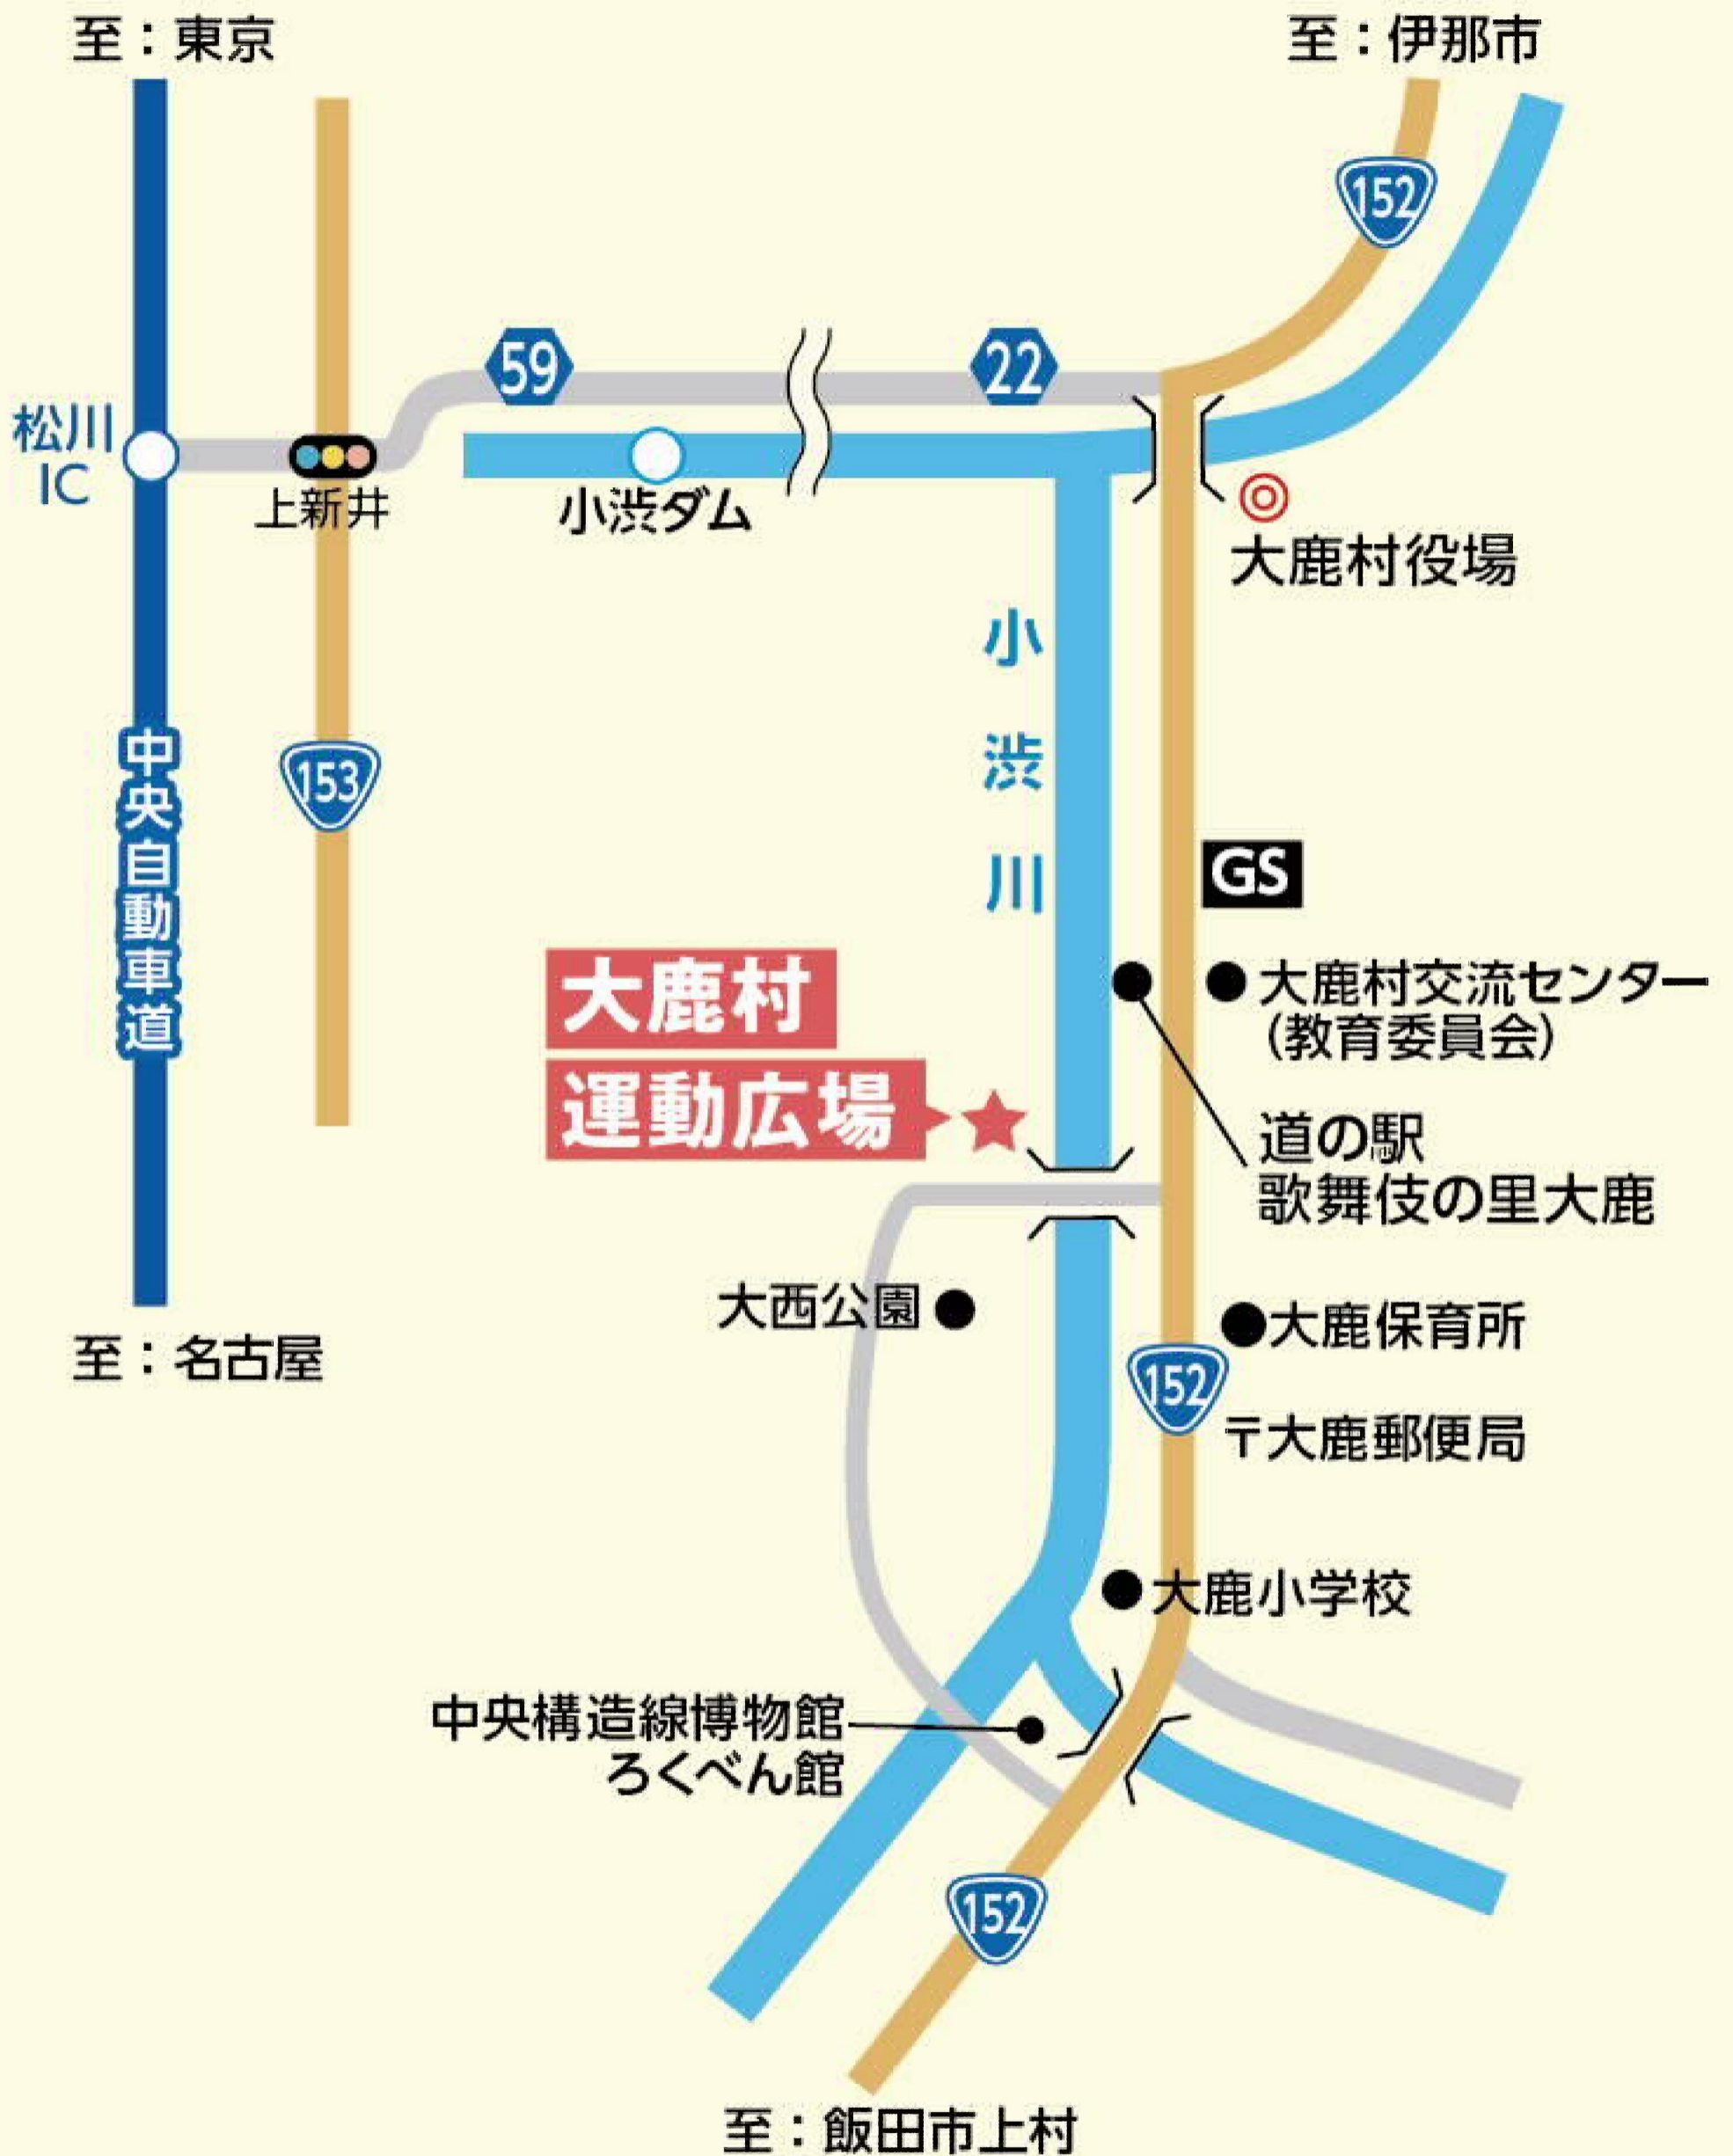 至：東京
至：伊那市
152
59
22
松川
IC
上新井
小渋ダム
大鹿村役場
小渋川
153
中央自動車道
GS
大鹿村
運動広場
大鹿村交流センター
(教育委員会)
道の駅
歌舞伎の里大鹿
大西公園
大鹿保育所
至：名古屋
152
〒大鹿郵便局
大鹿小学校
中央構造線博物館
ろくべん館
152
至：飯田市上村